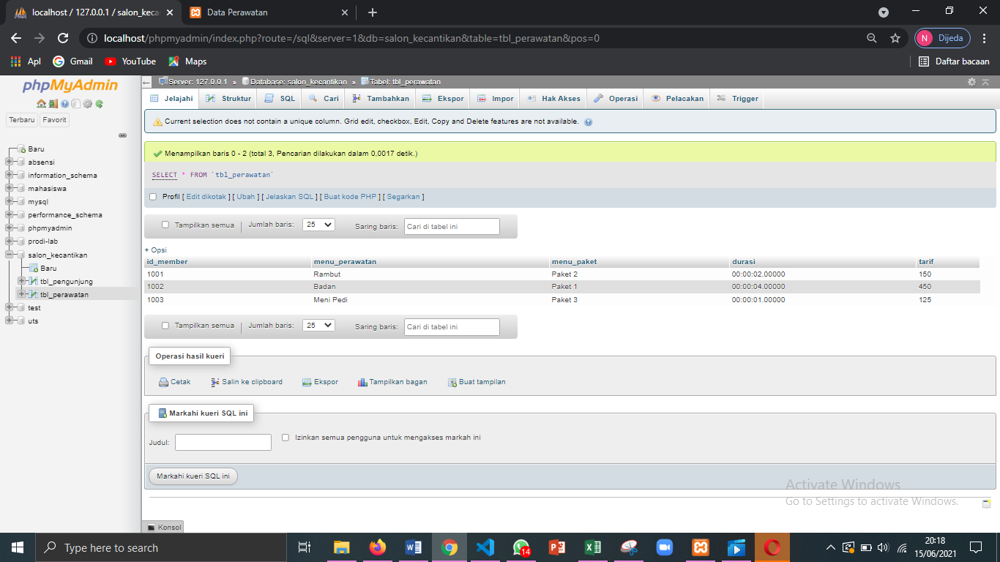 localhost / 127.0.0.1 / salon_keca
Data Perawatan
localhost/phpmyadmin/index.php?route=/sql&server=1&db=salon_kecantikan&table=tbl_perawatan&pos=0
N Dijeda
Apl Gmail YouTube Maps Daftar bacaan
phpMyAdmin
Terbaru Favorit
Baru
absensi
information_schema
mahasiswa
mysql
performance_schema
phpmyadmin
prodi-lab
salon_kecantikan
Baru
tbl_pengunjung
tbl_perawatan
test
uts
Server: 127.0.0.1 » Database: salon_kecantikan » Tabel: tbl_perawatan
Jelajahi Struktur SQL Cari Tambahkan Ekspor Impor Hak Akses Operasi Pelacakan Trigger
Current selection does not contain a unique column. Grid edit, checkbox, Edit, Copy and Delete features are not available.
Menampilkan baris 0 - 2 (total 3, Pencarian dilakukan dalam 0,0017 detik.)
SELECT * FROM `tbl_perawatan`
Profil [ Edit dikotak ] [ Ubah ] [ Jelaskan SQL ] [ Buat kode PHP ] [ Segarkan ]
Tampilkan semua | Jumlah baris: 25 Saring baris: Cari di tabel ini
+ Opsi
id_member menu_perawatan menu_paket durasi tarif
1001 Rambut Paket 2 00:00:02.00000 150
1002 Badan Paket 1 00:00:04.00000 450
1003 Meni Pedi Paket 3 00:00:01.00000 125
Tampilkan semua | Jumlah baris: 25 Saring baris: Cari di tabel ini
Operasi hasil kueri
Cetak Salin ke clipboard Ekspor Tampilkan bagan Buat tampilan
Markahi kueri SQL ini
Judul: Izinkan semua pengguna untuk mengakses markah ini
Markahi kueri SQL ini
Activate Windows
Go to Settings to activate Windows.
Konsol
Type here to search
14
20:18
15/06/2021